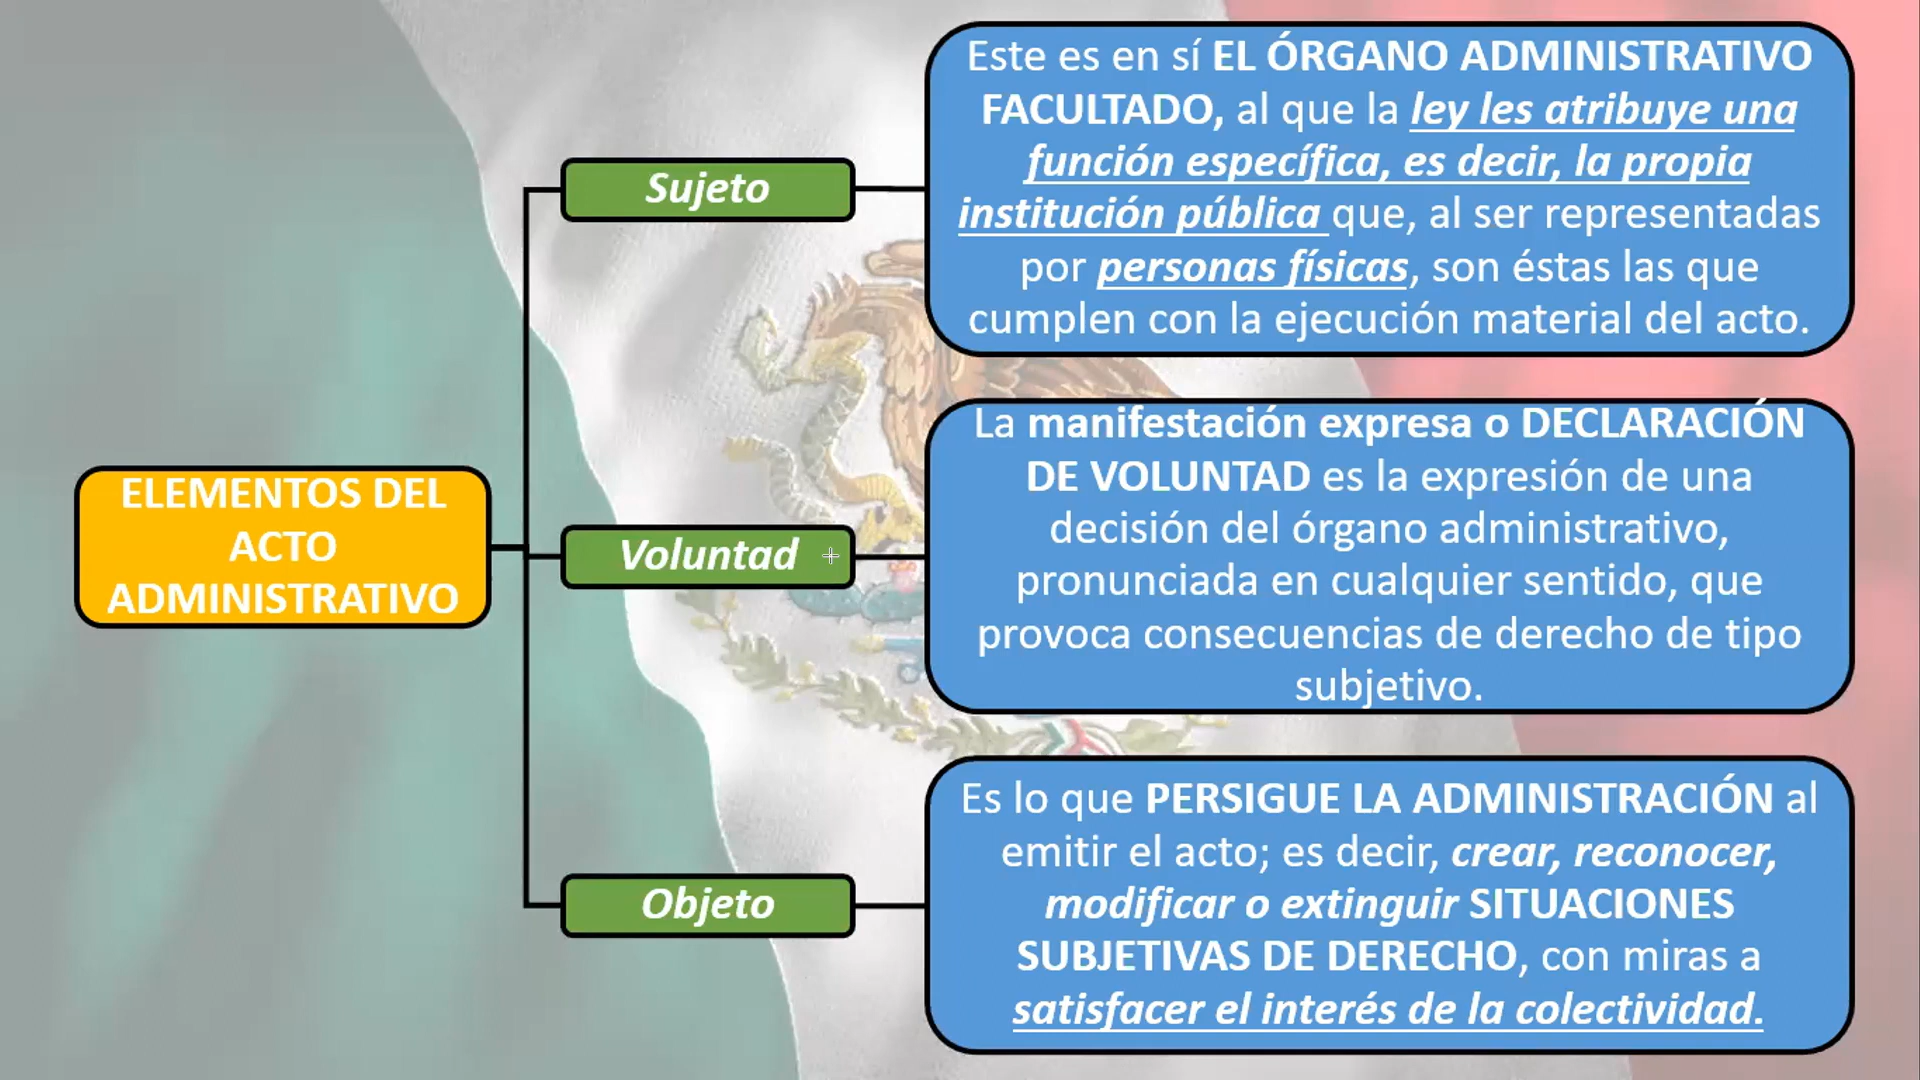 ELEMENTOS DEL
ACTO
ADMINISTRATIVO
Sujeto
Este es en sí EL ÓRGANO ADMINISTRATIVO
FACULTADO, al que la ley les atribuye una
función específica, es decir, la propia
institución pública que, al ser representadas
por personas físicas, son éstas las que
cumplen con la ejecución material del acto.
Voluntad
La manifestación expresa o DECLARACIÓN
DE VOLUNTAD es la expresión de una
decisión del órgano administrativo,
pronunciada en cualquier sentido, que
provoca consecuencias de derecho de tipo
subjetivo.
Objeto
Es lo que PERSIGUE LA ADMINISTRACIÓN al
emitir el acto; es decir, crear, reconocer,
modificar o extinguir SITUACIONES
SUBJETIVAS DE DERECHO, con miras a
satisfacer el interés de la colectividad.